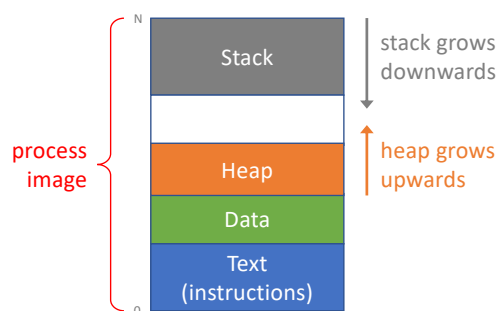 N
Stack
stack grows
downwards
process
image
Heap
heap grows
upwards
Data
Text
(instructions)
0